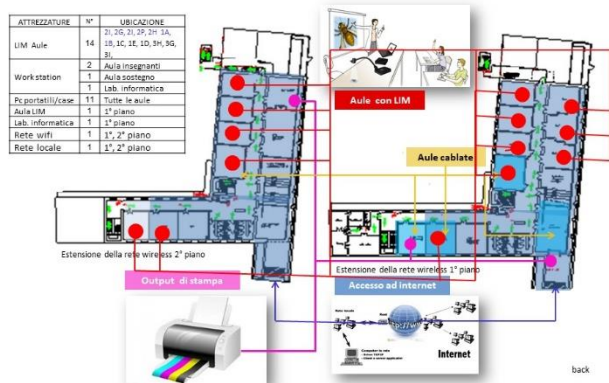 ATTREZZATURE N° UBICAZIONE
LIM Aule 14 2I, 2G, 2I, 2P, 2H 1A,
1B, 1C, 1E, 1D, 3H, 3G,
3I,
Work station 2 Aula insegnanti
1 Aula sostegno
1 Lab. informatica
Pc portatili/case 11 Tutte le aule
Aula LIM 1 1° piano
Lab. informatica 1 1° piano
Rete wifi 1 1°, 2° piano
Rete locale 1 1°, 2° piano
Aule con LIM
Aule cablate
Estensione della rete wireless 2° piano
Estensione della rete wireless 1° piano
Output di stampa
Accesso ad internet
Rete locale
Internet
back